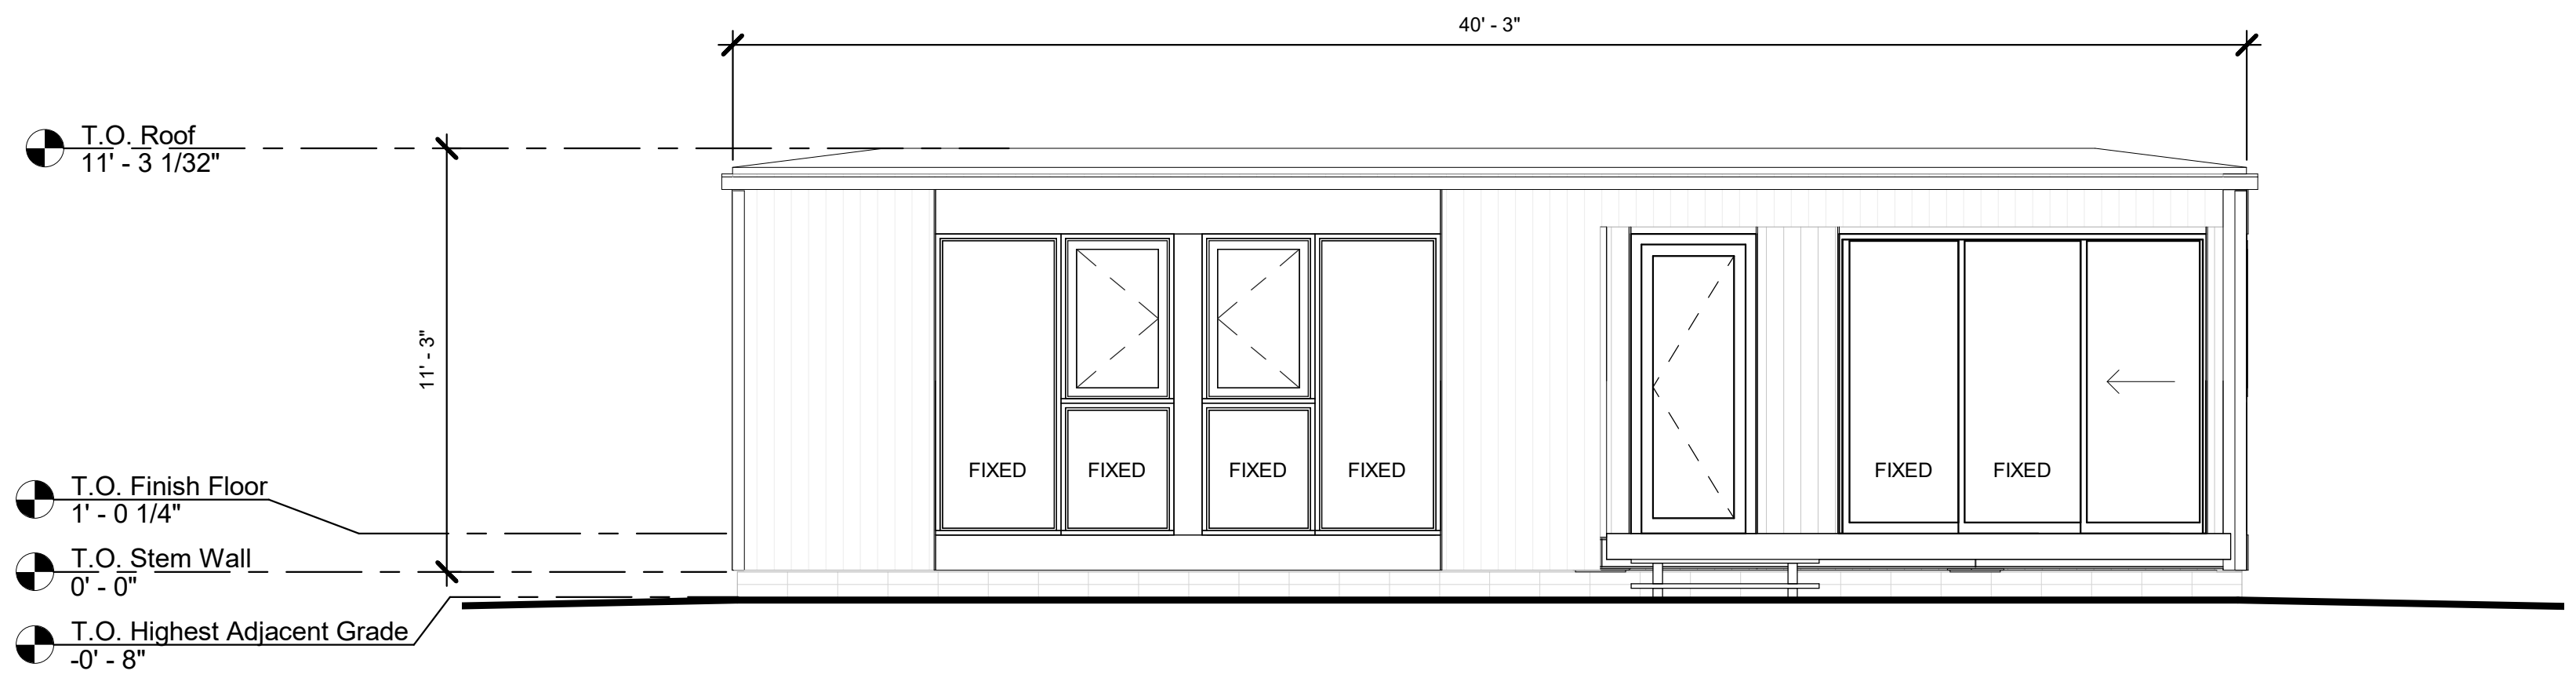 40' - 3"
T.O. Roof
11' - 3 1/32"
11' - 3"
FIXED FIXED FIXED FIXED FIXED FIXED
T.O. Finish Floor
1' - 0 1/4"
T.O. Stem Wall
0' - 0"
T.O. Highest Adjacent Grade
-0' - 8"